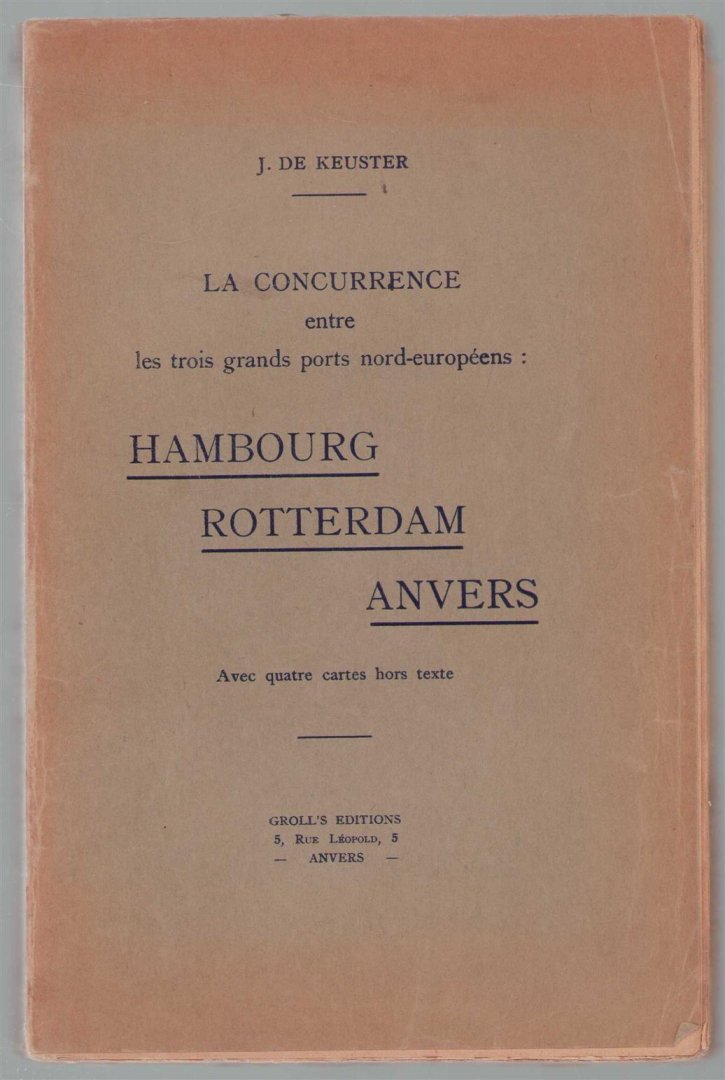 J. DE KEUSTER
LA CONCURRENCE
entre
les trois grands ports nord-européens :
HAMBOURG
ROTTERDAM
ANVERS
Avec quatre cartes hors texte
GROLL'S EDITIONS
5, RUE LÉOPOLD, 5
— ANVERS —